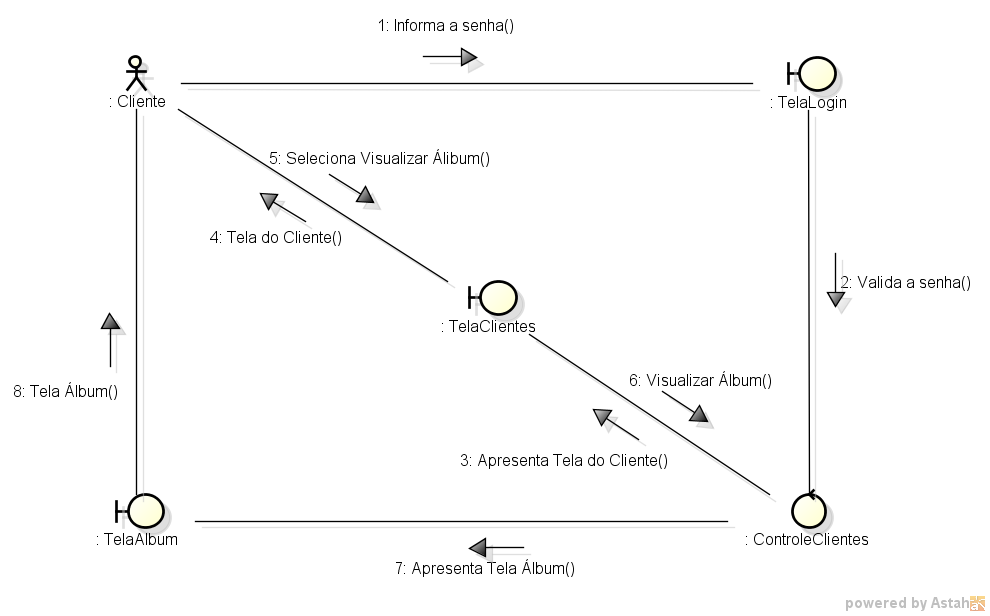 1: Informa a senha()
: Cliente
: TelaLogin
5: Seleciona Visualizar Álibum()
4: Tela do Cliente()
2: Valida a senha()
: TelaClientes
6: Visualizar Álbum()
8: Tela Álbum()
3: Apresenta Tela do Cliente()
: TelaAlbum
: ControleClientes
7: Apresenta Tela Álbum()
powered by Astah